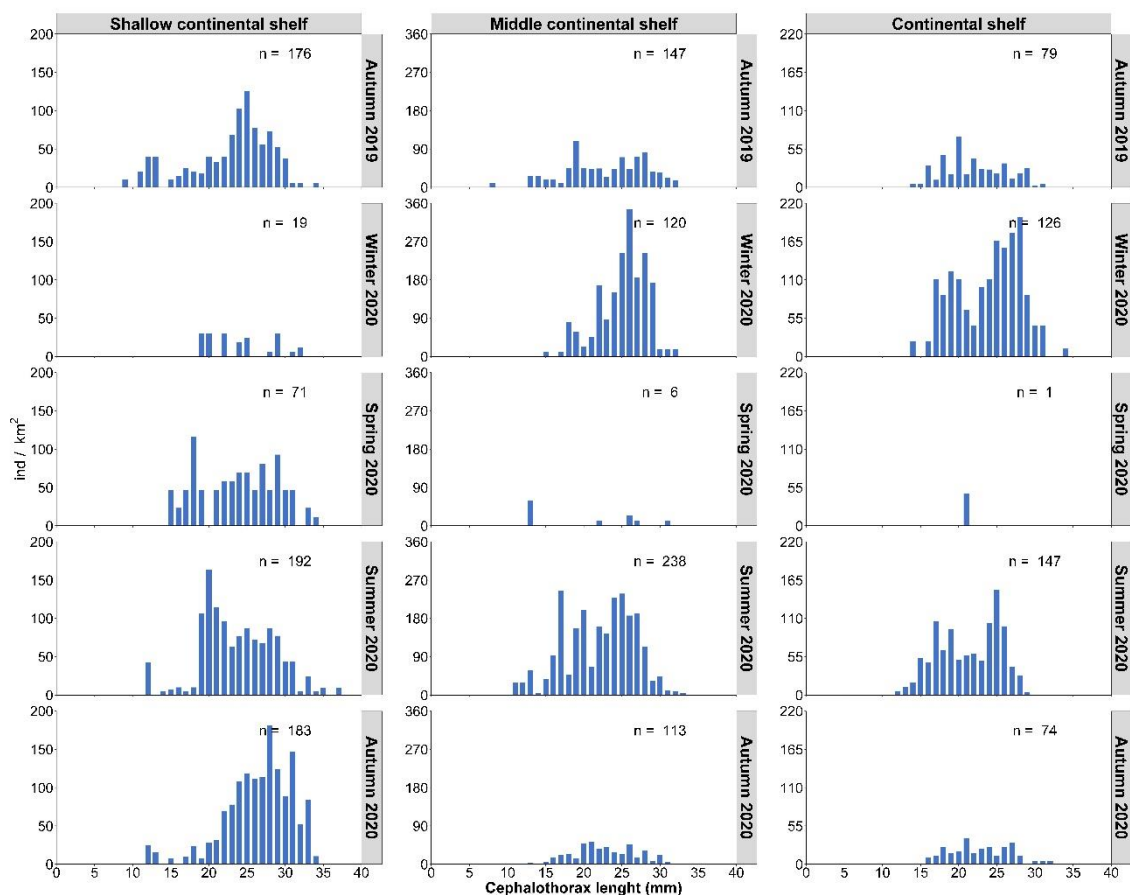 Shallow continental shelf
Middle continental shelf
Continental shelf
200
150
100
50
0
n = 176
360
270
180
90
0
n = 147
220
165
110
55
0
n = 79
Autumn 2019
Autumn 2019
Autumn 2019
200
150
100
50
0
n = 19
360
270
180
90
0
n = 120
220
165
110
55
0
n = 126
Winter 2020
Winter 2020
Winter 2020
ind / km²
200
150
100
50
0
n = 71
360
270
180
90
0
n = 6
220
165
110
55
0
n = 1
Spring 2020
Spring 2020
Spring 2020
200
150
100
50
0
n = 192
360
270
180
90
0
n = 238
220
165
110
55
0
n = 147
Summer 2020
Summer 2020
Summer 2020
200
150
100
50
0
n = 183
360
270
180
90
0
n = 113
220
165
110
55
0
n = 74
Autumn 2020
Autumn 2020
Autumn 2020
0 5 10 15 20 25 30 35 40
0 5 10 15 20 25 30 35 40
0 5 10 15 20 25 30 35 40
Cephalothorax lenght (mm)